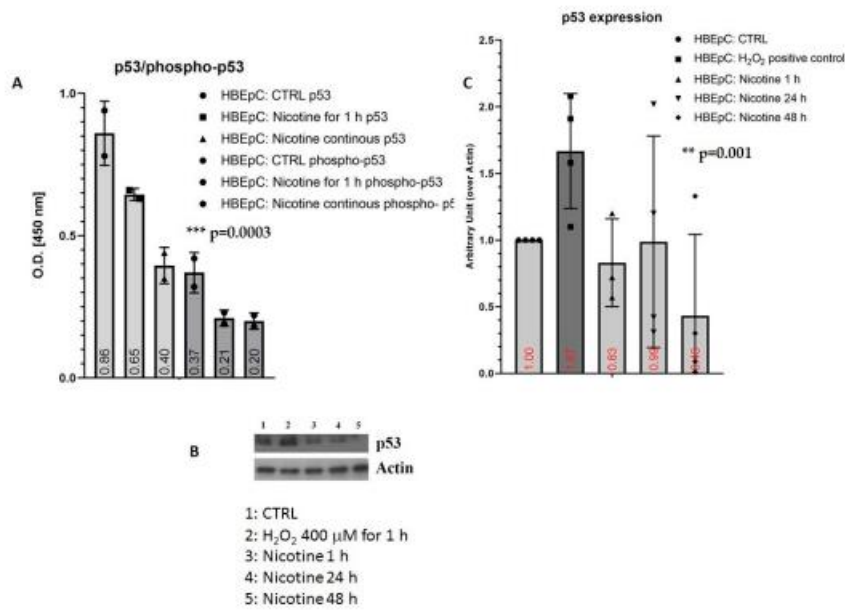 A
p53/phospho-p53
O.D. [450 nm]
1.0
0.5
0.0
HBEpC: CTRL p53
HBEpC: Nicotine for 1 h p53
HBEpC: Nicotine continous p53
HBEpC: CTRL phospho-p53
HBEpC: Nicotine for 1 h phospho-p53
HBEpC: Nicotine continous phospho- p5
*** p=0.0003
0.86
0.65
0.40
0.37
0.21
0.20
C
p53 expression
Arbitrary Unit (over Actin)
2.5
2.0
1.5
1.0
0.5
0.0
HBEpC: CTRL
HBEpC: H₂O₂ positive control
HBEpC: Nicotine 1 h
HBEpC: Nicotine 24 h
HBEpC: Nicotine 48 h
** p=0.001
1.00
0.83
0.99
B
1 2 3 4 5
p53
Actin
1: CTRL
2: H₂O₂ 400 µM for 1 h
3: Nicotine 1 h
4: Nicotine 24 h
5: Nicotine 48 h